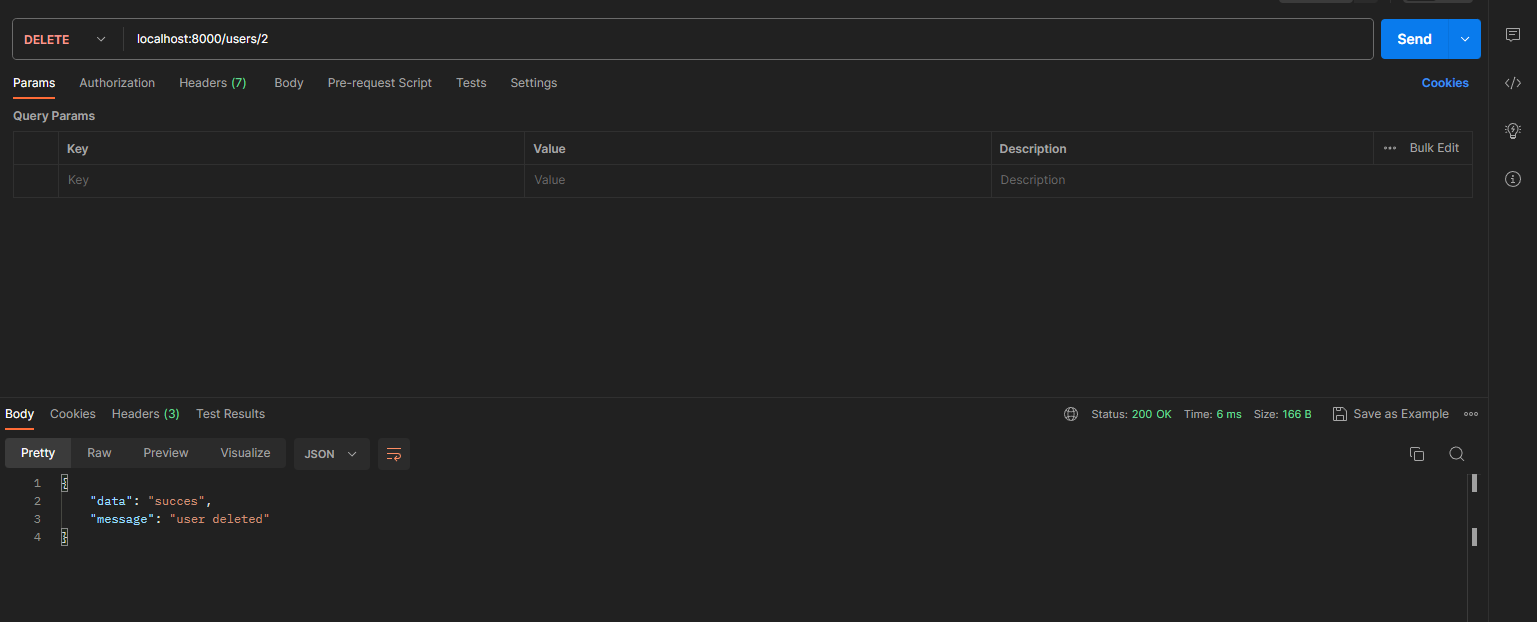 DELETE localhost:8000/users/2 Send
Params Authorization Headers (7) Body Pre-request Script Tests Settings Cookies
Query Params
Key Value Description Bulk Edit
Key Value Description
Body Cookies Headers (3) Test Results Status: 200 OK Time: 6 ms Size: 166 B Save as Example
Pretty Raw Preview Visualize JSON
1 {
2 "data": "succes",
3 "message": "user deleted"
4 }